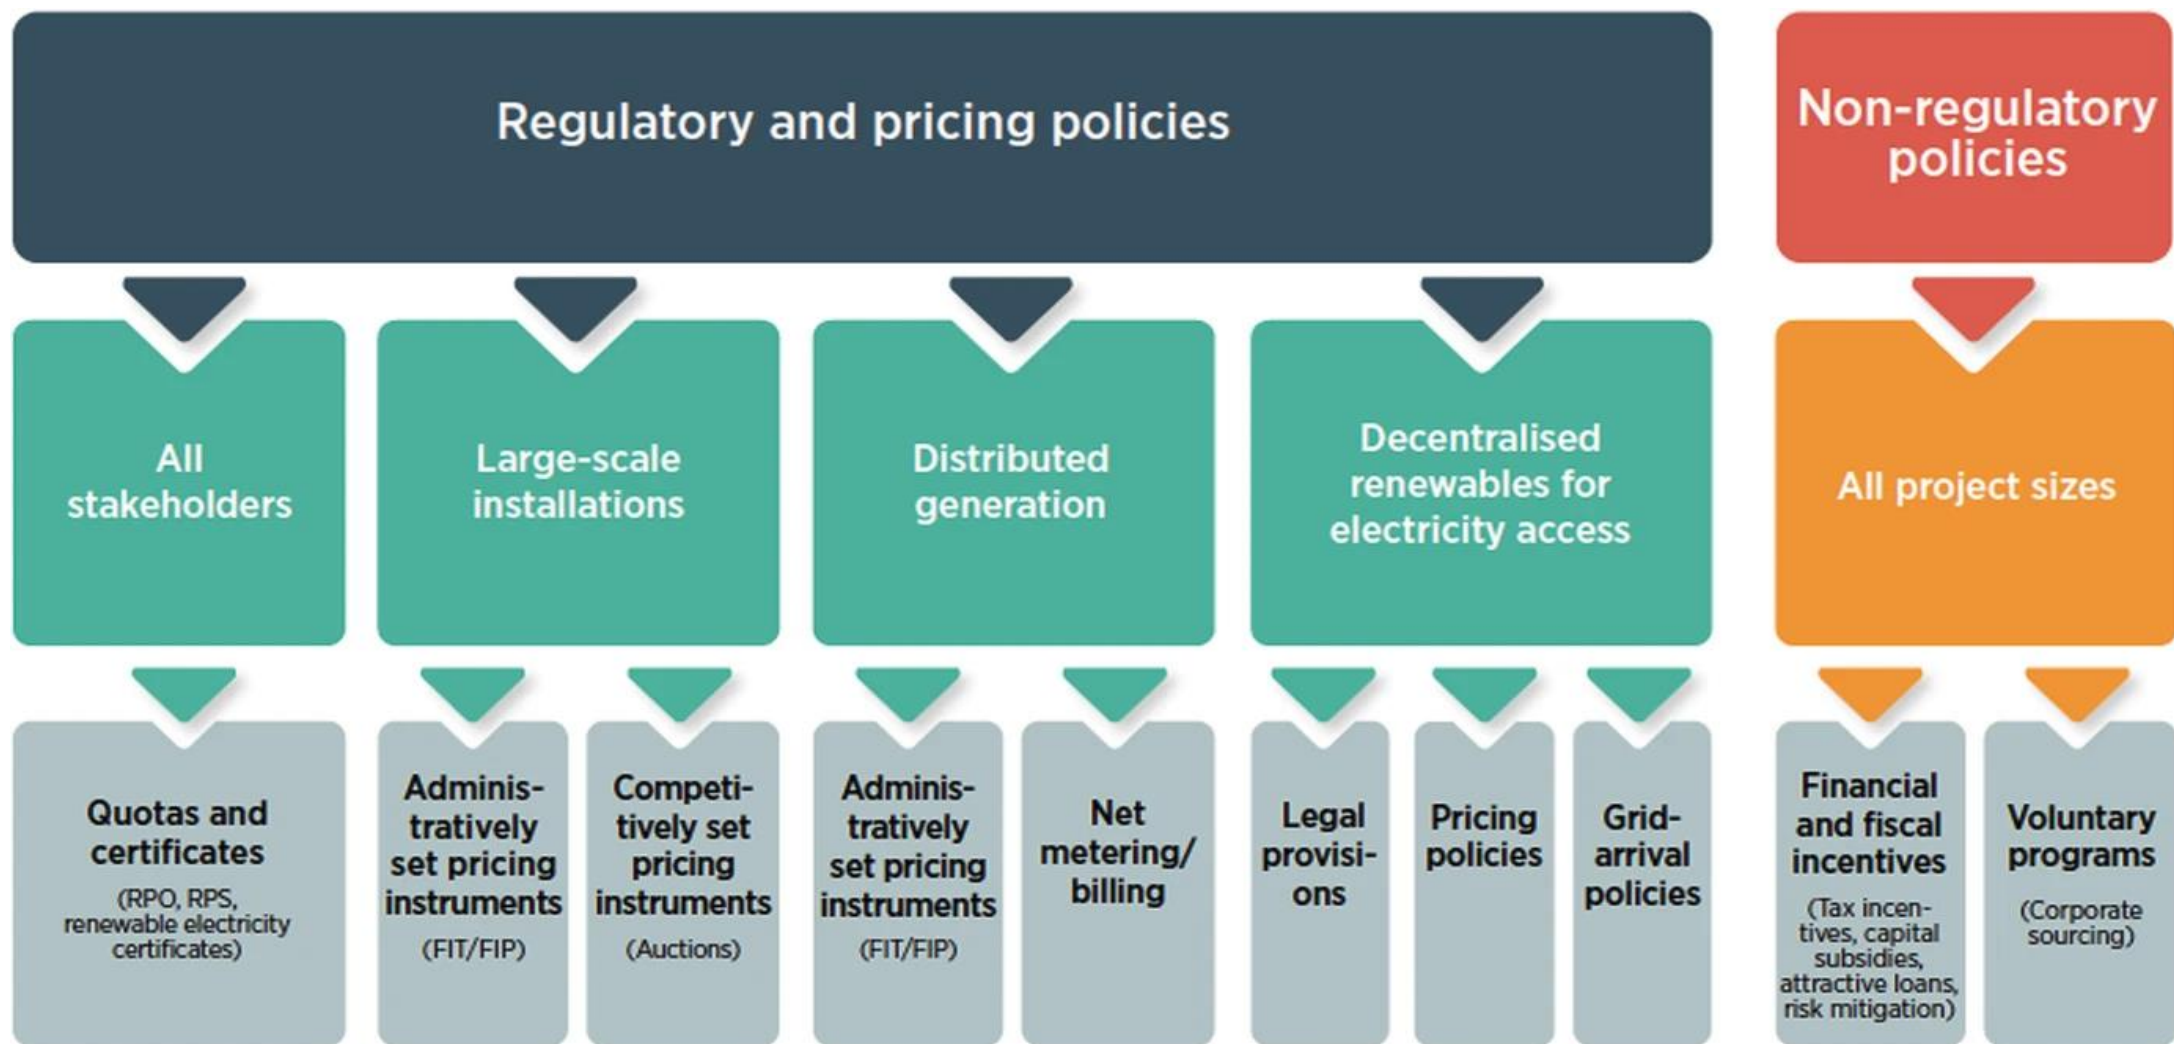 Regulatory and pricing policies
Non-regulatory
policies
All
stakeholders
Large-scale
installations
Distributed
generation
Decentralised
renewables for
electricity access
All project sizes
Quotas and
certificates
(RPO, RPS,
renewable electricity
certificates)
Adminis-
tratively
set pricing
instruments
(FIT/FIP)
Competi-
tively set
pricing
instruments
(Auctions)
Adminis-
tratively
set pricing
instruments
(FIT/FIP)
Net
metering/
billing
Legal
provisi-
ons
Pricing
policies
Grid-
arrival
policies
Financial
and fiscal
incentives
(Tax incen-
tives, capital
subsidies,
attractive loans,
risk mitigation)
Voluntary
programs
(Corporate
sourcing)